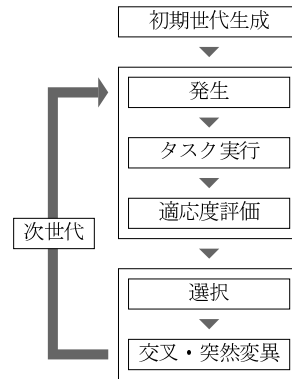 初期世代生成
発生
タスク実行
適応度評価
次世代
選択
交叉・突然変異